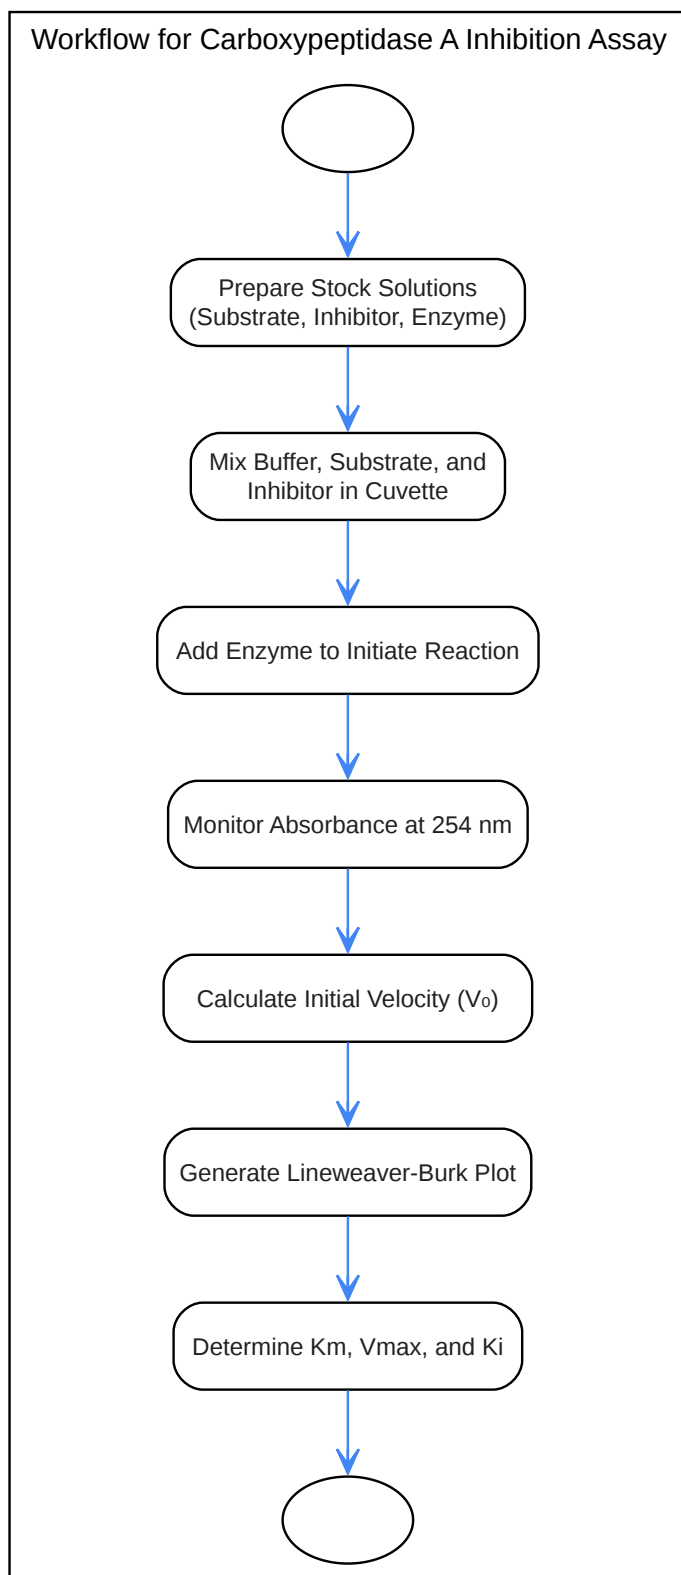 Workflow for Carboxypeptidase A Inhibition Assay
Prepare Stock Solutions
(Substrate, Inhibitor, Enzyme)
Mix Buffer, Substrate, and
Inhibitor in Cuvette
Add Enzyme to Initiate Reaction
Monitor Absorbance at 254 nm
Calculate Initial Velocity (V₀)
Generate Lineweaver-Burk Plot
Determine Km, Vmax, and Ki